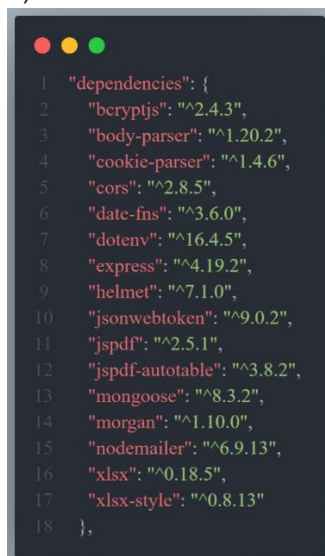 1 "dependencies": {
2 "bcryptjs": "^2.4.3",
3 "body-parser": "^1.20.2",
4 "cookie-parser": "^1.4.6",
5 "cors": "^2.8.5",
6 "date-fns": "^3.6.0",
7 "dotenv": "^16.4.5",
8 "express": "^4.19.2",
9 "helmet": "^7.1.0",
10 "jsonwebtoken": "^9.0.2",
11 "jspdf": "^2.5.1",
12 "jspdf-autotable": "^3.8.2",
13 "mongoose": "^8.3.2",
14 "morgan": "^1.10.0",
15 "nodemailer": "^6.9.13",
16 "xlsx": "^0.18.5",
17 "xlsx-style": "^0.8.13"
18 },